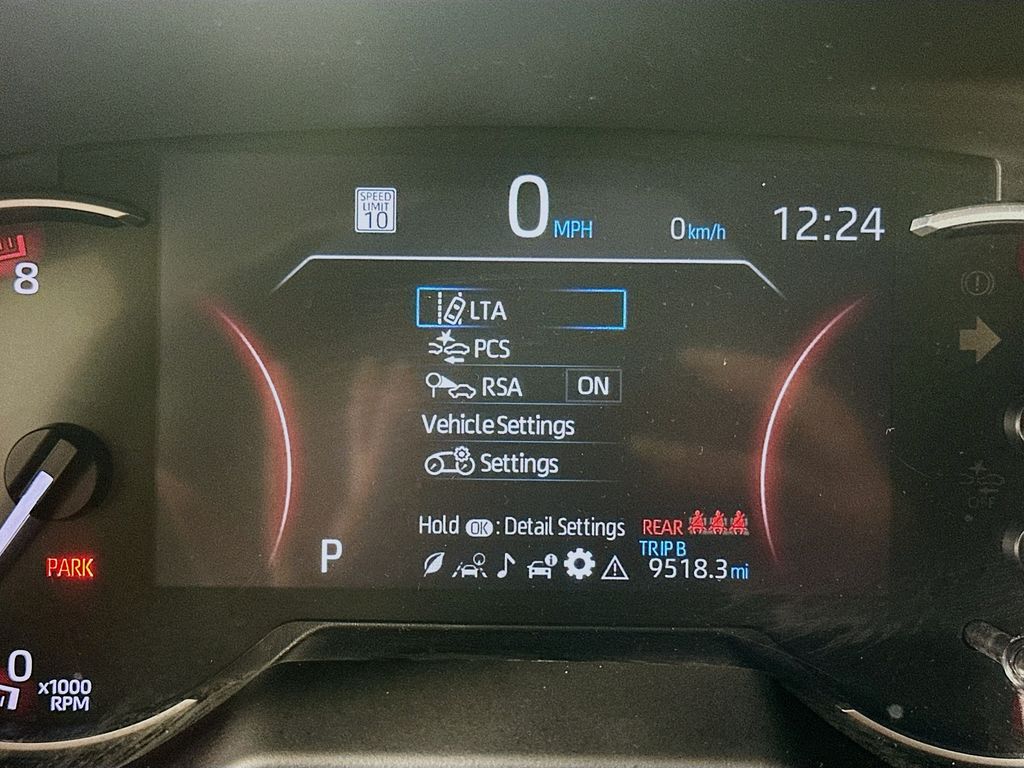 SPEED
LIMIT
10
0 MPH
0 km/h
12:24
8
LTA
PCS
RSA ON
Vehicle Settings
Settings
Hold OK : Detail Settings
REAR
TRIP B
9518.3 mi
P
PARK
0
x1000
RPM
OFF